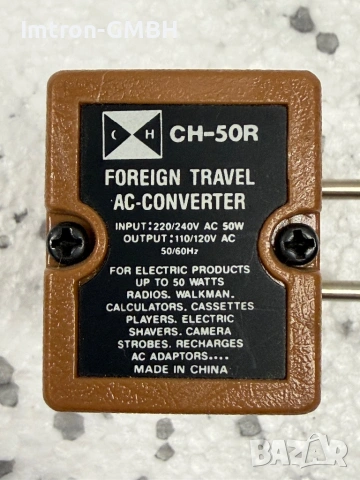 Imtron-GMBH
C H CH-50R
FOREIGN TRAVEL
AC-CONVERTER
INPUT:220/240V AC 50W
OUTPUT:110/120V AC
50/60Hz
FOR ELECTRIC PRODUCTS
UP TO 50 WATTS
RADIOS. WALKMAN.
CALCULATORS. CASSETTES
PLAYERS. ELECTRIC
SHAVERS. CAMERA
STROBES. RECHARGES
AC ADAPTORS....
MADE IN CHINA
BAZAR